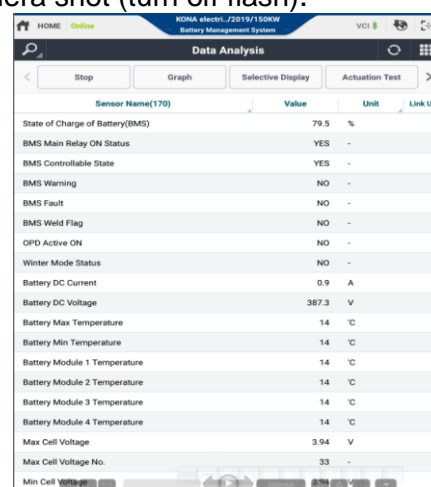 era shot (turn off flash).
HOME Online KONA electri../2019/150KW VCI
Battery Management System
Data Analysis
Stop Graph Selective Display Actuation Test
Sensor Name(170) Value Unit Link U
State of Charge of Battery(BMS) 79.5 %
BMS Main Relay ON Status YES -
BMS Controllable State YES -
BMS Warning NO -
BMS Fault NO -
BMS Weld Flag NO -
OPD Active ON NO -
Winter Mode Status NO -
Battery DC Current 0.9 A
Battery DC Voltage 387.3 V
Battery Max Temperature 14 'C
Battery Min Temperature 14 'C
Battery Module 1 Temperature 14 'C
Battery Module 2 Temperature 14 'C
Battery Module 3 Temperature 14 'C
Battery Module 4 Temperature 14 'C
Max Cell Voltage 3.94 V
Max Cell Voltage No. 33 -
Min Cell Voltage 3.94 V